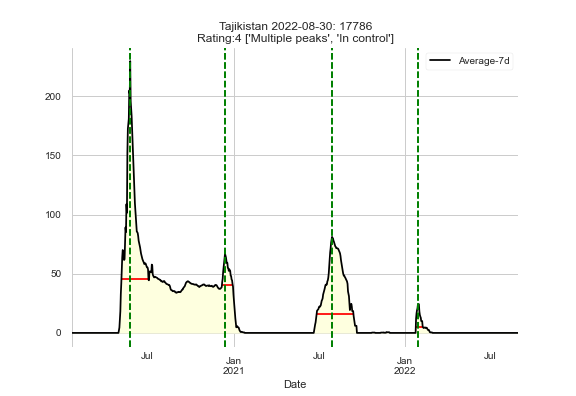 Tajikistan 2022-08-30: 17786
Rating:4 ['Multiple peaks', 'In control']
Average-7d
200
150
100
50
0
Jul
Jan
2021
Jul
Jan
2022
Jul
Date